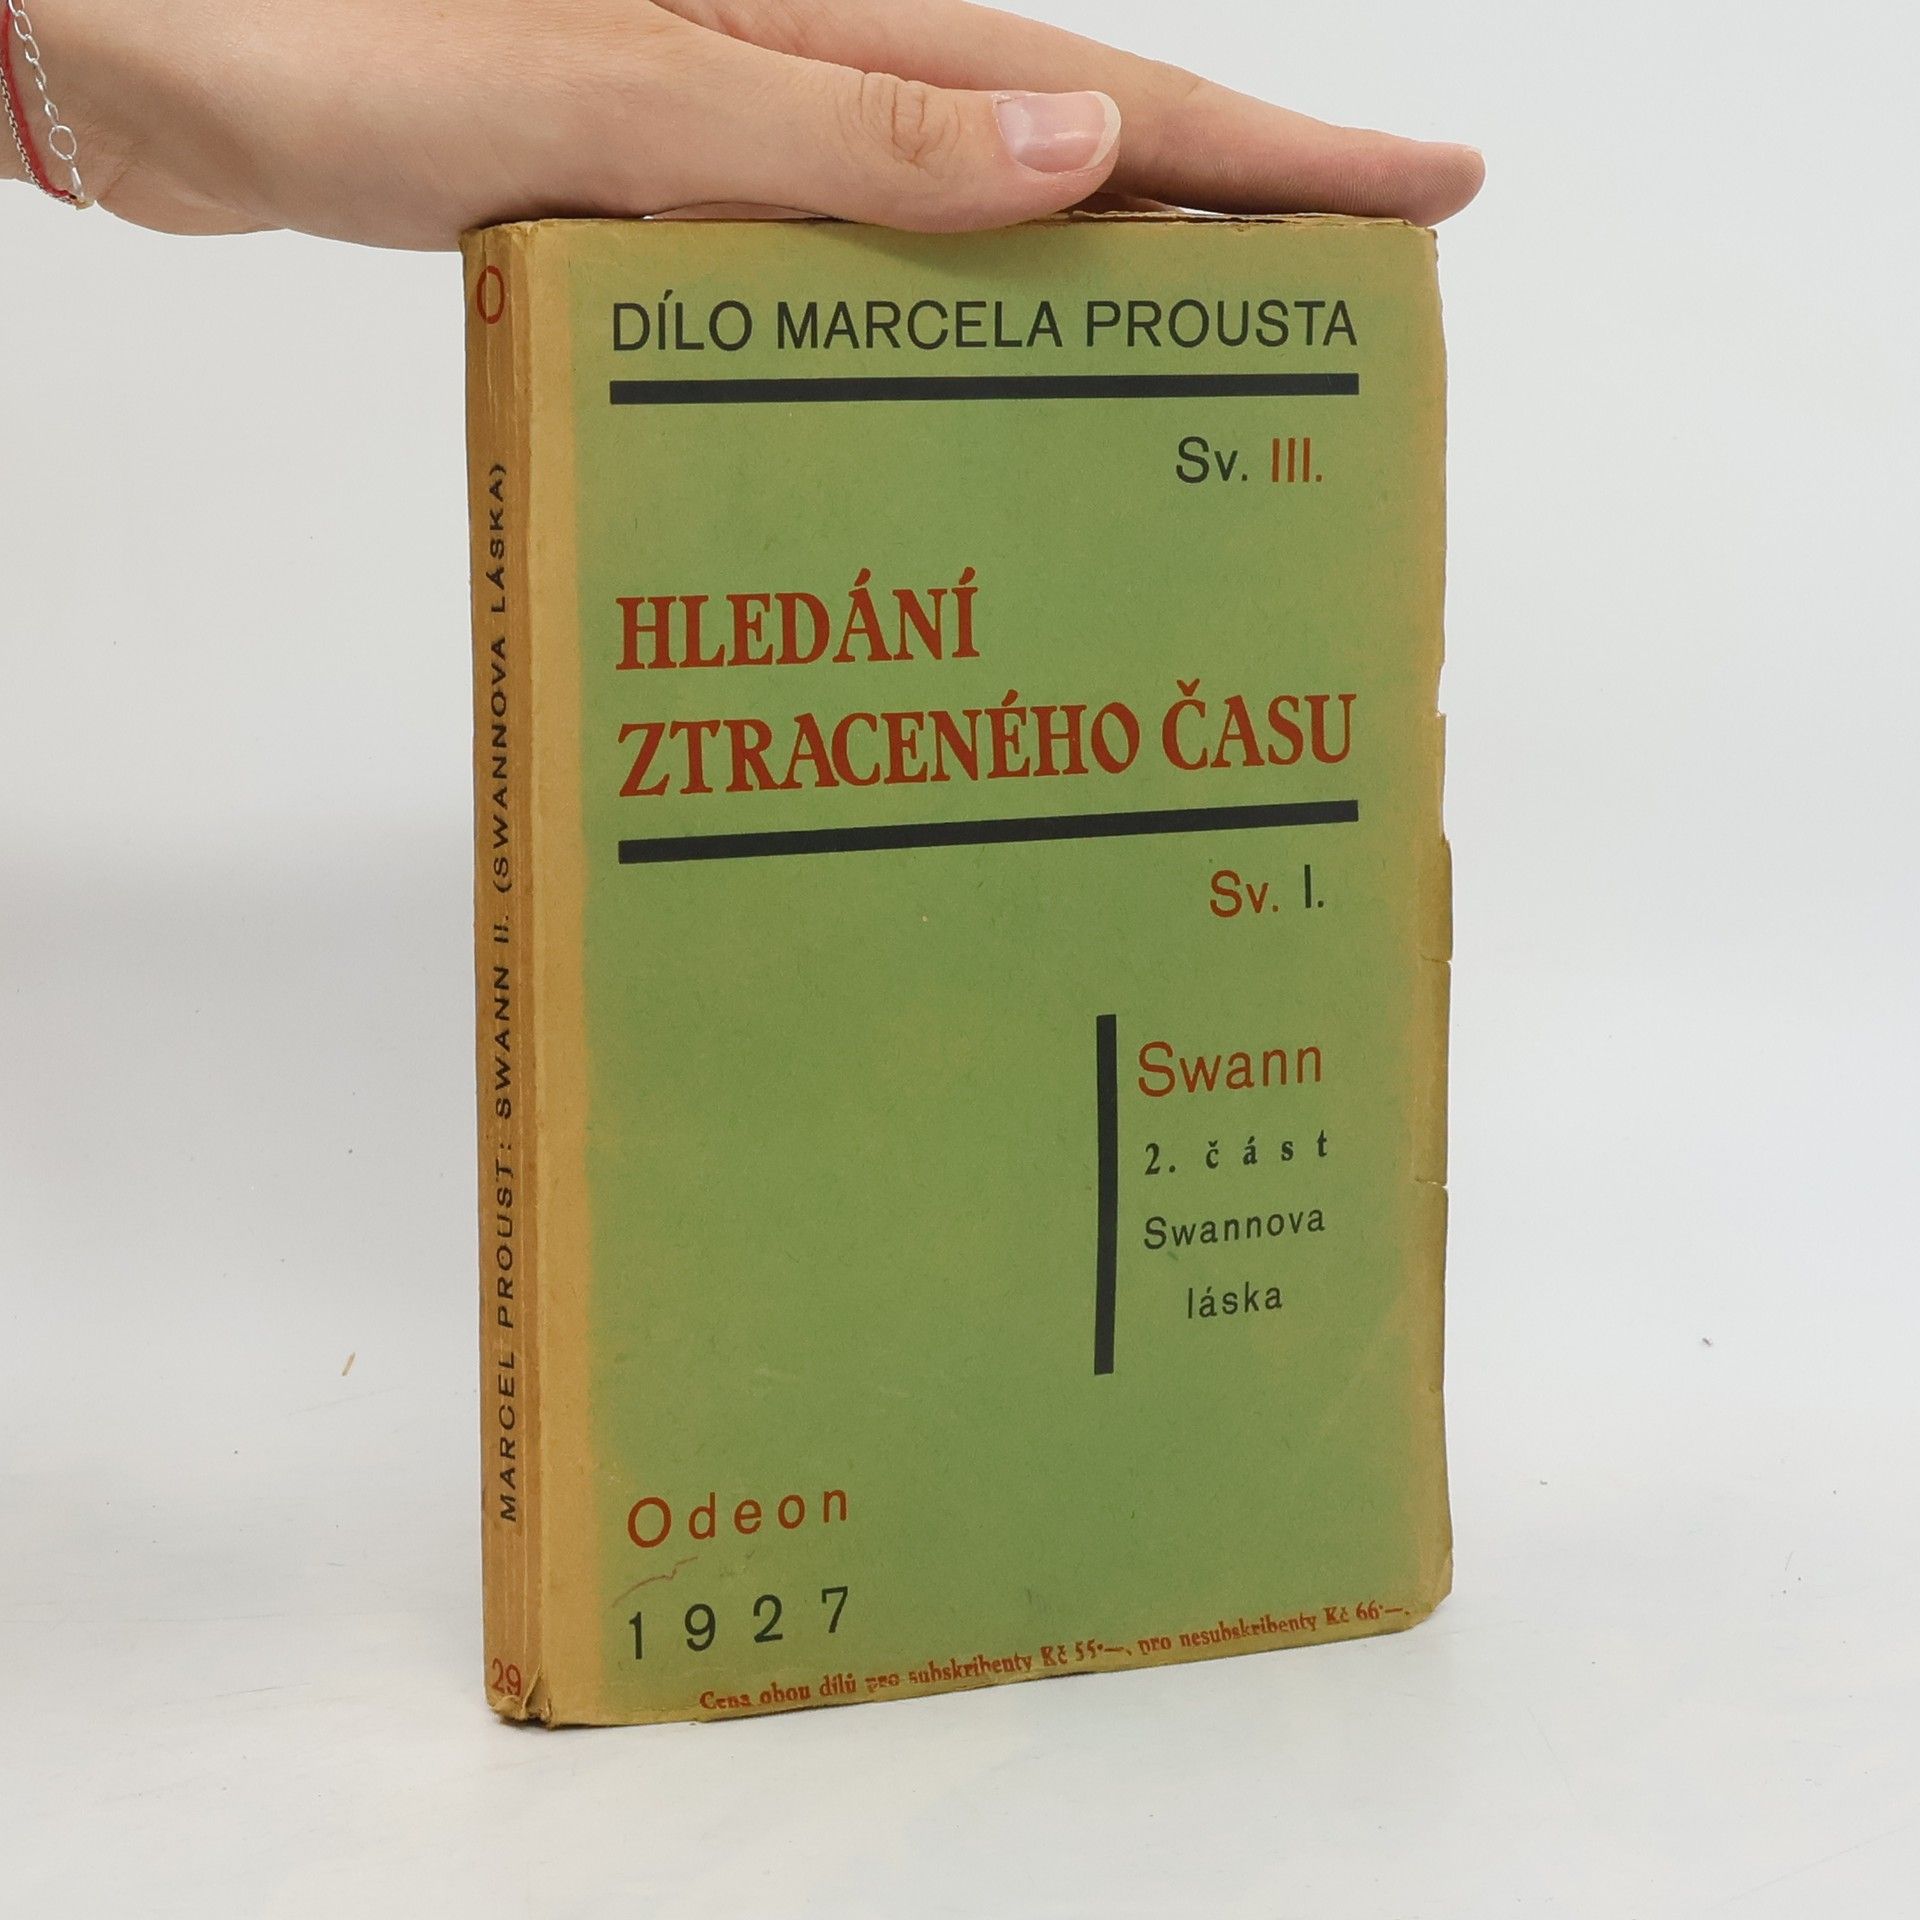 DÍLO MARCELA PROUSTA
Sv. III.
HLEDÁNÍ
ZTRACENÉHO ČASU
Sv. I.
Swann
2. část
Swannova
láska
Odeon
1927
Cena obou dílů pro subskribenty Kč 55·—, pro nesubskribenty Kč 66·—.
O
MARCEL PROUST: SWANN II. (SWANNOVA LÁSKA)
29